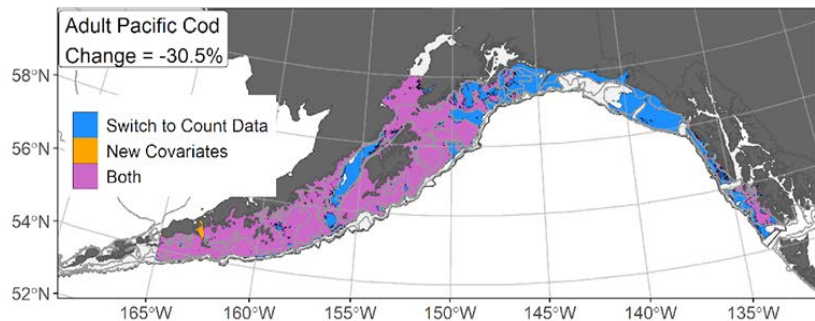 Adult Pacific Cod
Change = -30.5%
58°N
56°N
54°N
52°N
Switch to Count Data
New Covariates
Both
165°W
160°W
155°W
150°W
145°W
140°W
135°W